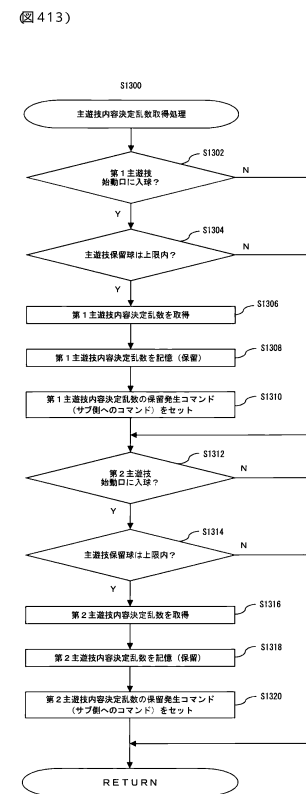 (図413)
S1300
主遊技内容決定乱数取得処理
S1302
第1主遊技
始動口に入球？
N
Y
S1304
主遊技保留球は上限内？
N
Y
S1306
第1主遊技内容決定乱数を取得
S1308
第1主遊技内容決定乱数を記憶（保留）
S1310
第1主遊技内容決定乱数の保留発生コマンド
（サブ側へのコマンド）をセット
S1312
第2主遊技
始動口に入球？
N
Y
S1314
主遊技保留球は上限内？
N
Y
S1316
第2主遊技内容決定乱数を取得
S1318
第2主遊技内容決定乱数を記憶（保留）
S1320
第2主遊技内容決定乱数の保留発生コマンド
（サブ側へのコマンド）をセット
RETURN